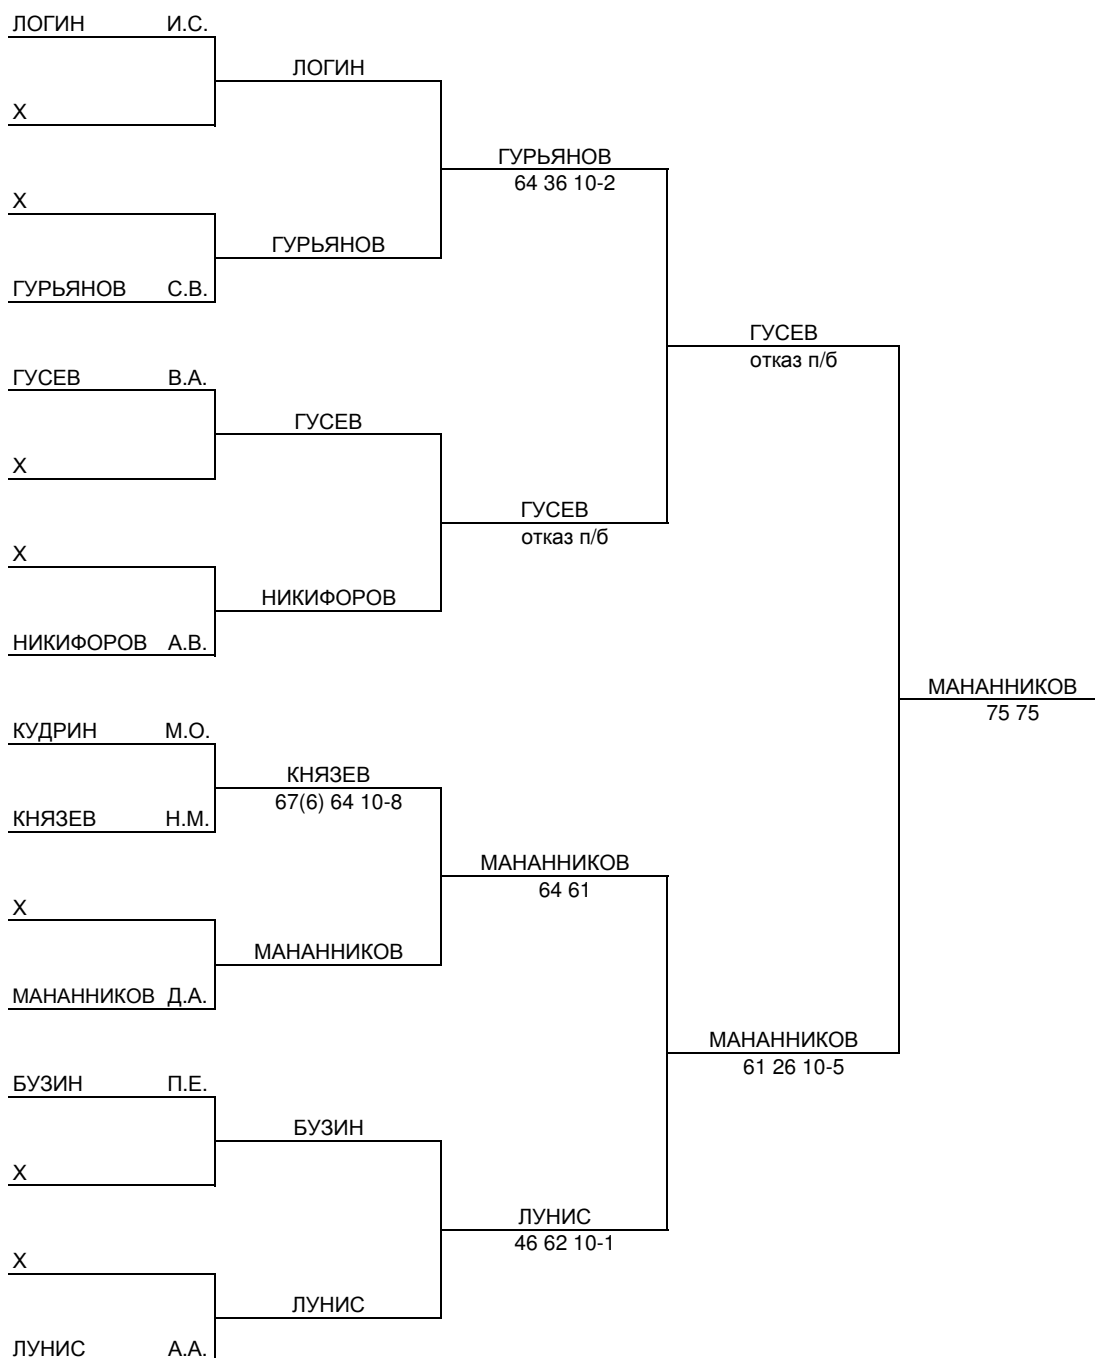 ЛОГИН И.С.
ЛОГИН
X
ГУРЬЯНОВ
64 36 10-2
X
ГУРЬЯНОВ
ГУРЬЯНОВ С.В.
ГУСЕВ
отказ п/б
ГУСЕВ В.А.
ГУСЕВ
X
ГУСЕВ
отказ п/б
X
НИКИФОРОВ
НИКИФОРОВ А.В.
МАНАННИКОВ
75 75
КУДРИН М.О.
КНЯЗЕВ
67(6) 64 10-8
КНЯЗЕВ Н.М.
МАНАННИКОВ
64 61
X
МАНАННИКОВ
МАНАННИКОВ Д.А.
МАНАННИКОВ
61 26 10-5
БУЗИН П.Е.
БУЗИН
X
ЛУНИС
46 62 10-1
X
ЛУНИС
ЛУНИС А.А.